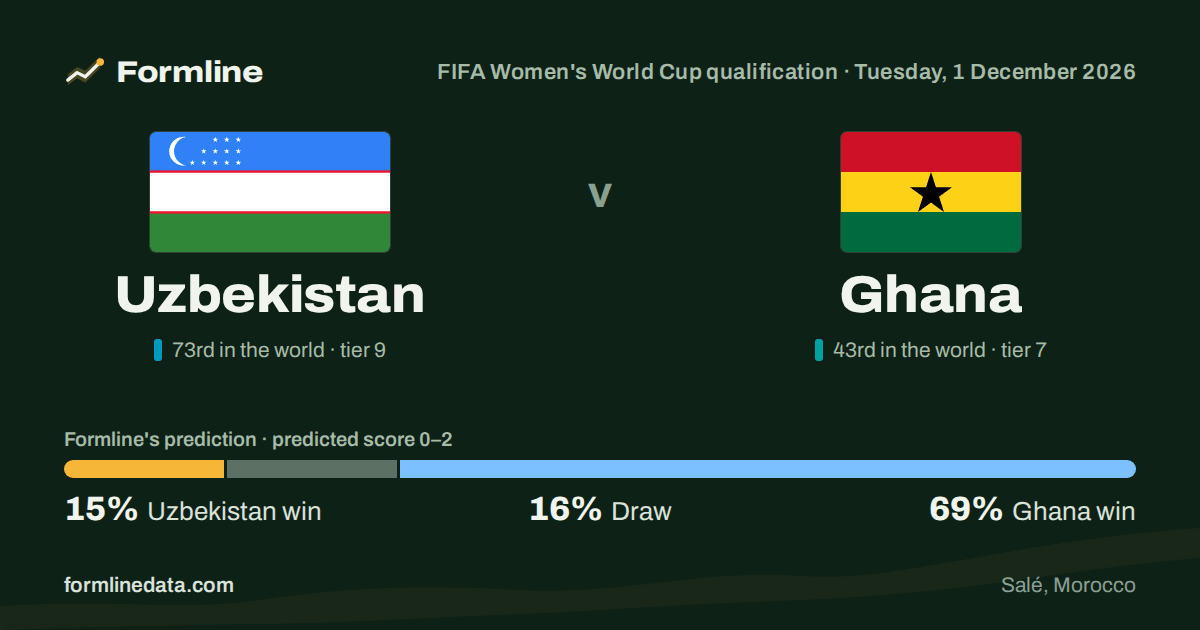 Formline
FIFA Women's World Cup qualification · Tuesday, 1 December 2026
v
Uzbekistan
Ghana
73rd in the world · tier 9
43rd in the world · tier 7
Formline's prediction · predicted score 0–2
15% Uzbekistan win
16% Draw
69% Ghana win
formlinedata.com
Salé, Morocco